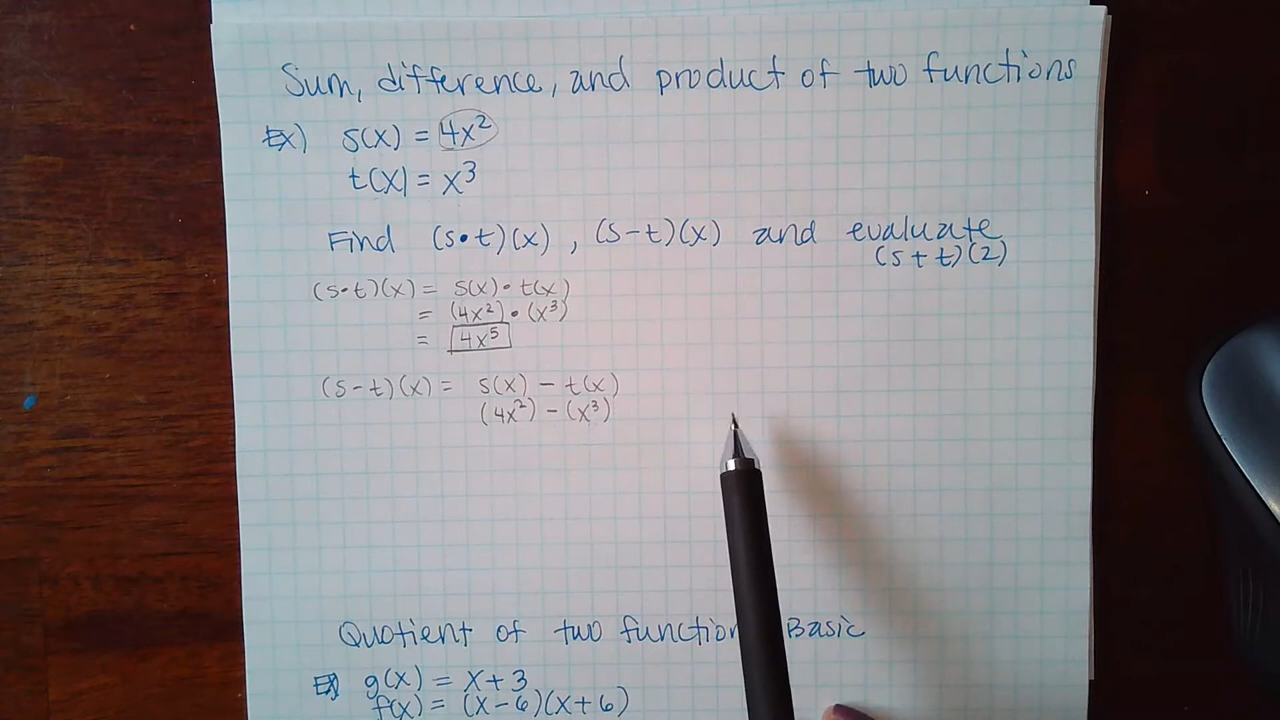 Sum, difference, and product of two functions
Ex) s(x) = 4x²
t(x) = x³
Find (s•t)(x), (s-t)(x) and evaluate
(s+t)(2)
(s•t)(x) = s(x) • t(x)
= (4x²) • (x³)
= 4x⁵
(s-t)(x) = s(x) - t(x)
(4x²) - (x³)
Quotient of two function Basic
Ex) g(x) = x+3
f(x) = (x-6)(x+6)